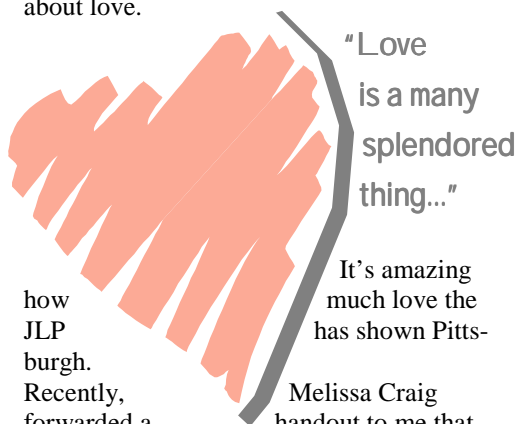 about love.
“Love
is a many
splendored
thing...”
It’s amazing
how much love the
JLP has shown Pitts-
burgh.
Recently, Melissa Craig
forwarded a handout to me that